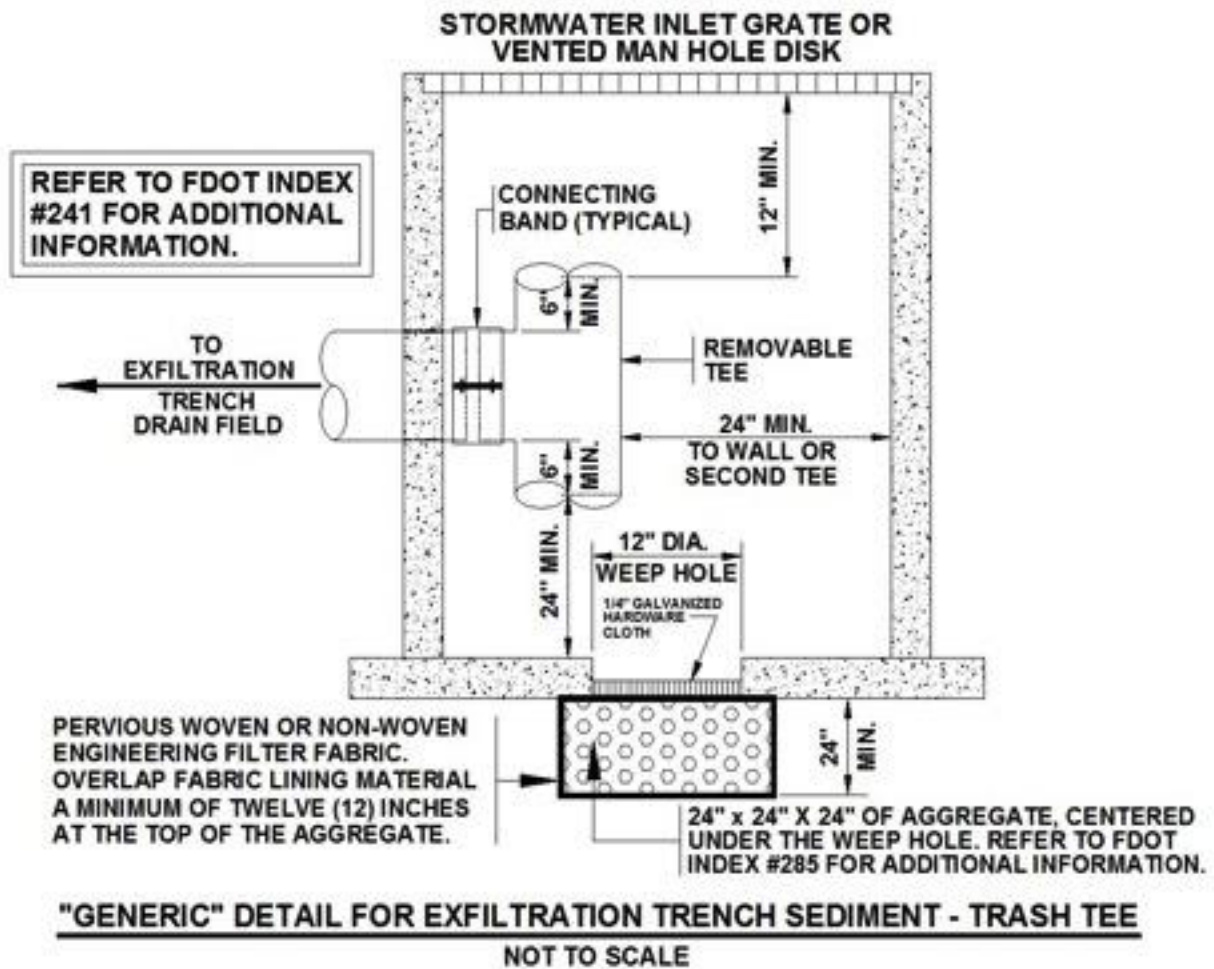 STORMWATER INLET GRATE OR
VENTED MAN HOLE DISK
REFER TO FDOT INDEX
#241 FOR ADDITIONAL
INFORMATION.
CONNECTING
BAND (TYPICAL)
12" MIN.
6"
MIN.
TO
EXFILTRATION
TRENCH
DRAIN FIELD
REMOVABLE
TEE
24" MIN.
TO WALL OR
SECOND TEE
6"
MIN.
24" MIN.
12" DIA.
WEEP HOLE
1/4" GALVANIZED
HARDWARE
CLOTH
PERVIOUS WOVEN OR NON-WOVEN
ENGINEERING FILTER FABRIC.
OVERLAP FABRIC LINING MATERIAL
A MINIMUM OF TWELVE (12) INCHES
AT THE TOP OF THE AGGREGATE.
24"
MIN.
24" x 24" X 24" OF AGGREGATE, CENTERED
UNDER THE WEEP HOLE. REFER TO FDOT
INDEX #285 FOR ADDITIONAL INFORMATION.
"GENERIC" DETAIL FOR EXFILTRATION TRENCH SEDIMENT - TRASH TEE
NOT TO SCALE